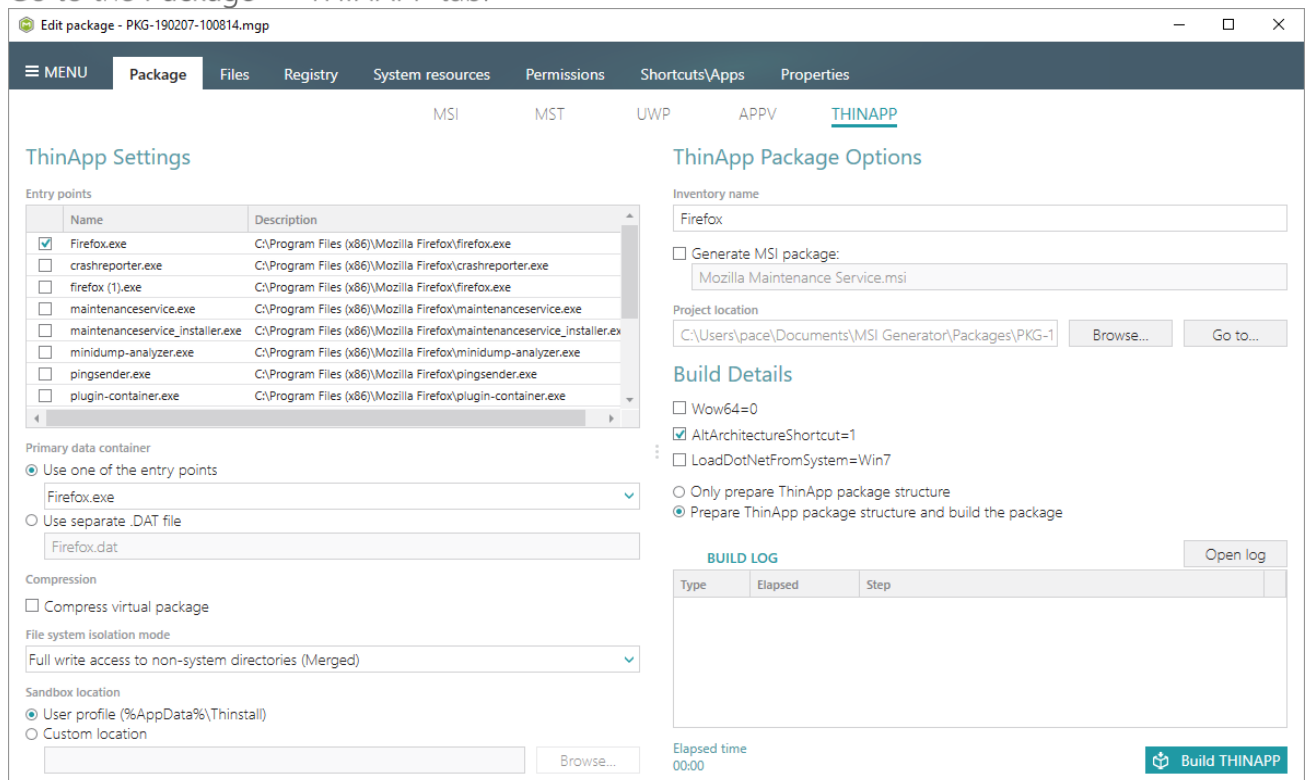 Go to the Package > THINAPP tab.
Edit package - PKG-190207-100814.mgp
MENU Package Files Registry System resources Permissions Shortcuts\Apps Properties
MSI MST UWP APPV THINAPP
ThinApp Settings
Entry points
Name Description
Firefox.exe C:\Program Files (x86)\Mozilla Firefox\firefox.exe
crashreporter.exe C:\Program Files (x86)\Mozilla Firefox\crashreporter.exe
firefox (1).exe C:\Program Files (x86)\Mozilla Firefox\firefox.exe
maintenanceservice.exe C:\Program Files (x86)\Mozilla Firefox\maintenanceservice.exe
maintenanceservice_installer.exe C:\Program Files (x86)\Mozilla Firefox\maintenanceservice_installer.ex
minidump-analyzer.exe C:\Program Files (x86)\Mozilla Firefox\minidump-analyzer.exe
pingsender.exe C:\Program Files (x86)\Mozilla Firefox\pingsender.exe
plugin-container.exe C:\Program Files (x86)\Mozilla Firefox\plugin-container.exe
Primary data container
Use one of the entry points
Firefox.exe
Use separate .DAT file
Firefox.dat
Compression
Compress virtual package
File system isolation mode
Full write access to non-system directories (Merged)
Sandbox location
User profile (%AppData%\Thinstall)
Custom location
Browse...
ThinApp Package Options
Inventory name
Firefox
Generate MSI package:
Mozilla Maintenance Service.msi
Project location
C:\Users\pace\Documents\MSI Generator\Packages\PKG-1 Browse... Go to...
Build Details
Wow64=0
AltArchitectureShortcut=1
LoadDotNetFromSystem=Win7
Only prepare ThinApp package structure
Prepare ThinApp package structure and build the package
BUILD LOG Open log
Type Elapsed Step
Elapsed time
00:00
Build THINAPP